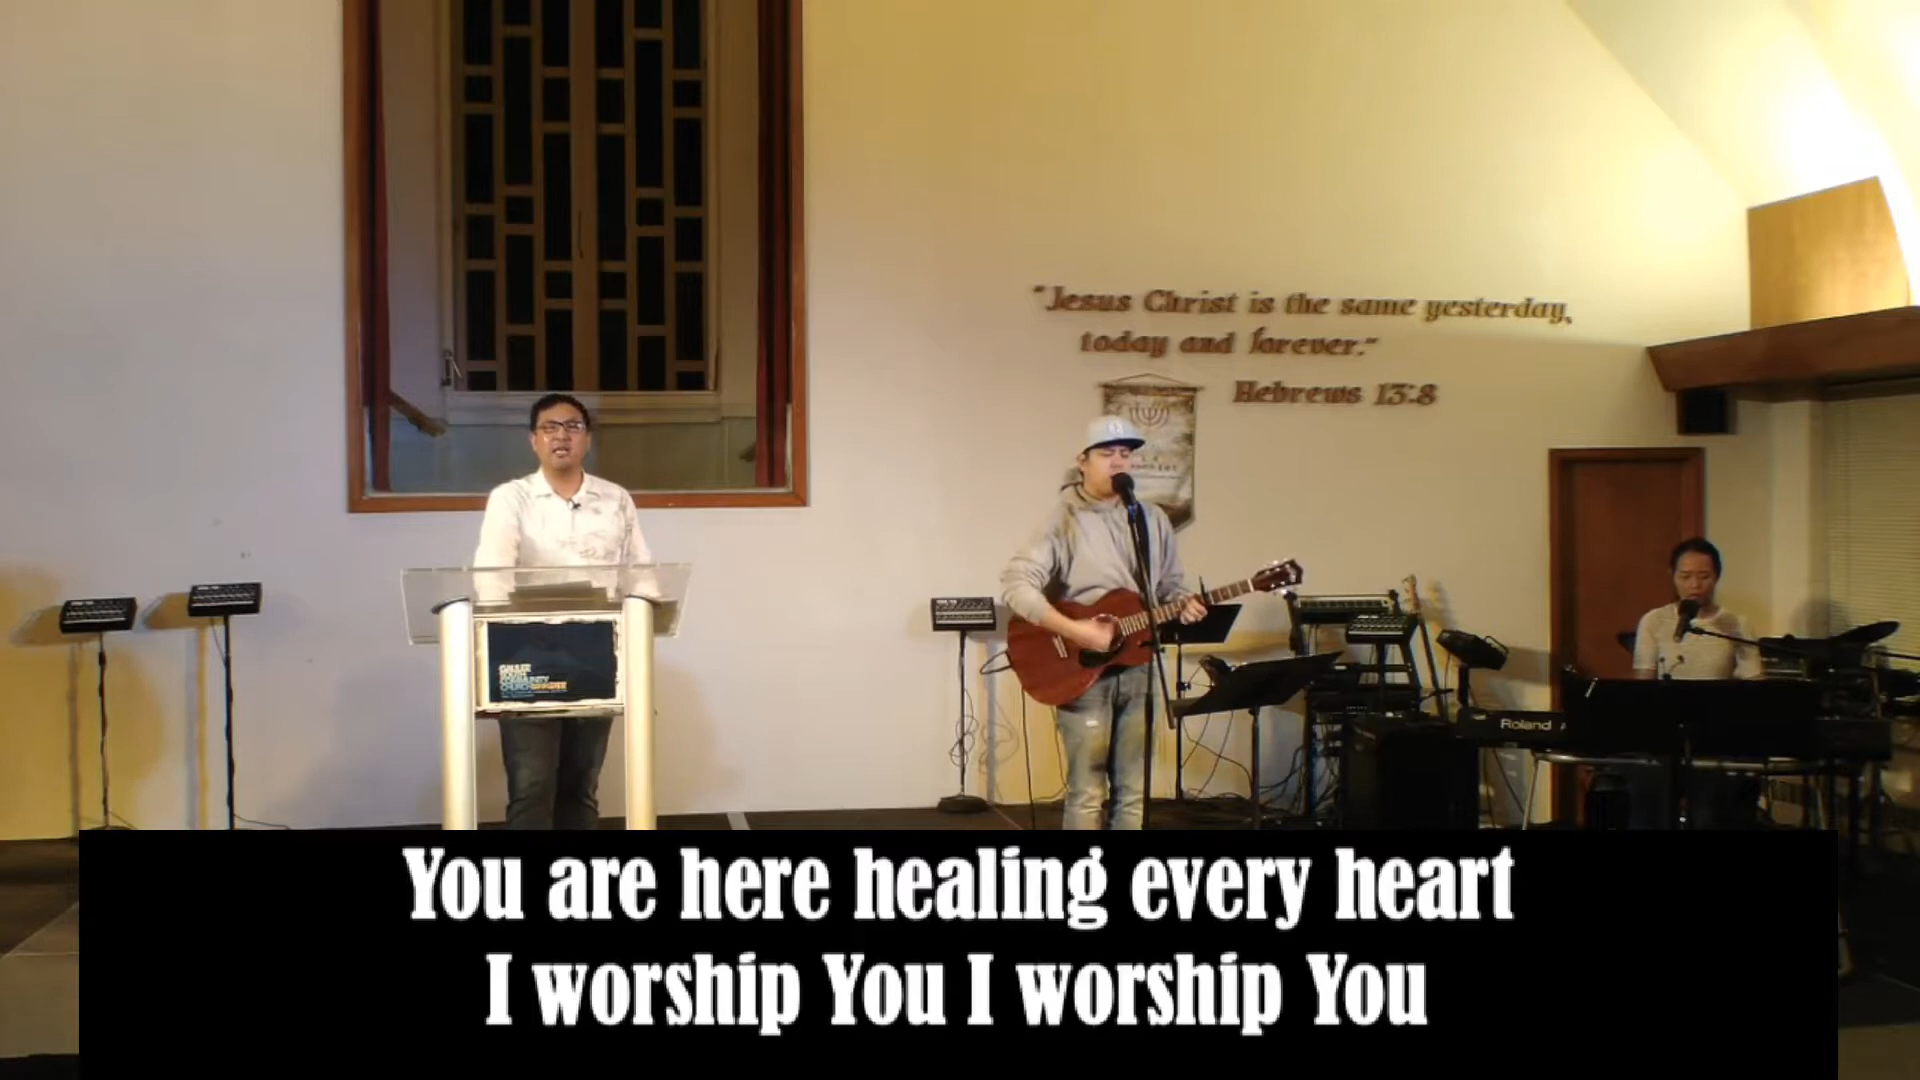 "Jesus Christ is the same yesterday,
today and forever."
Hebrews 13:8
COMMUNITY
Roland
You are here healing every heart
I worship You I worship You